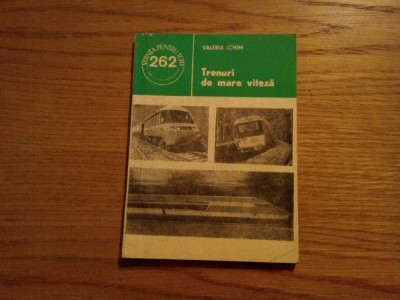 ȘTIINȚA PENTRU TOȚI
262
VALERIA ICHIM
Trenuri
de mare viteză